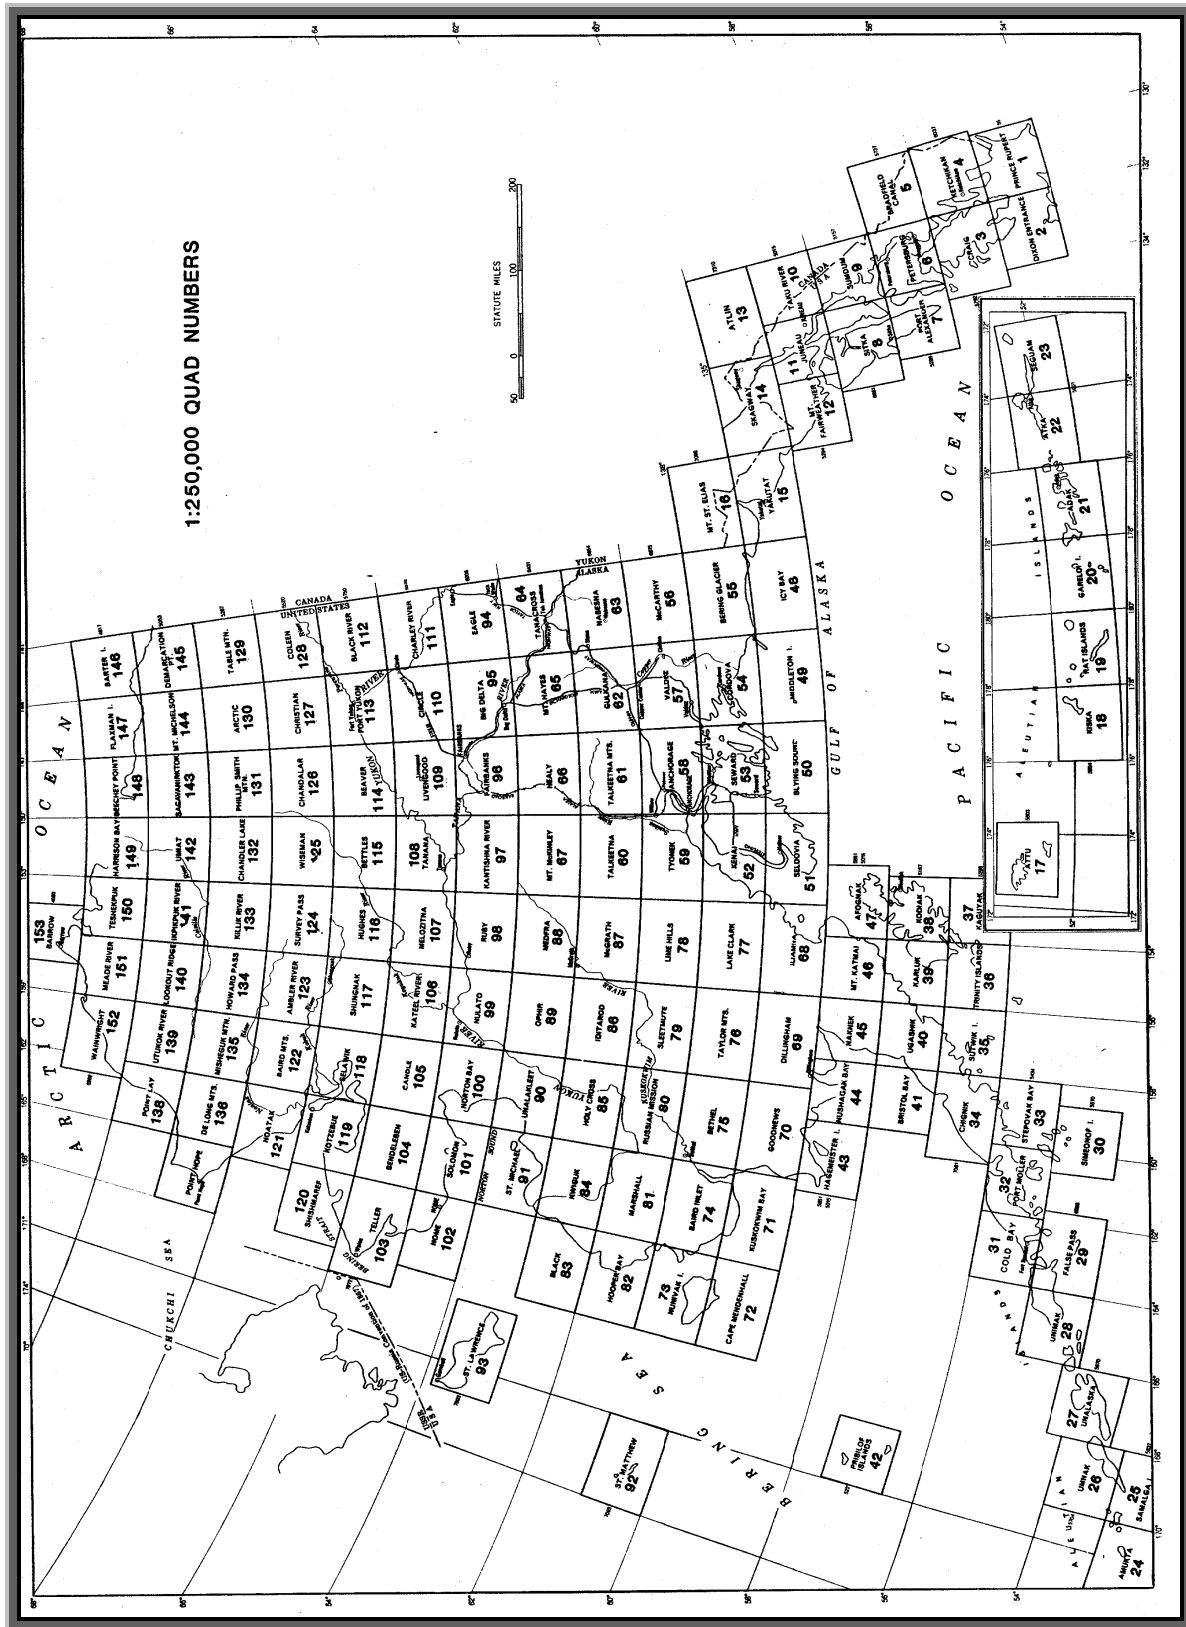 1:250,000 QUAD NUMBERS
STATUTE MILES
50 0 100 200
ARCTIC OCEAN
CHUKCHI SEA
BERING STRAIT
BERING SEA
NORTON SOUND
GULF OF ALASKA
PACIFIC OCEAN
ALEUTIAN ISLANDS
ALEUTIAN ISLANDS
CANADA
UNITED STATES
YUKON
ALASKA
CANADA
USA
YUKON RIVER
KUSKOKWIM RIVER
PRINCE RUPERT 1
DIXON ENTRANCE 2
CRAIG 3
KETCHIKAN 4
BRADFIELD CANAL 5
PETERSBURG 6
PORT ALEXANDER 7
SITKA 8
SUMDUM 9
TAKU RIVER 10
JUNEAU 11
MT. FAIRWEATHER 12
ATLIN 13
SKAGWAY 14
YAKUTAT 15
MT. ST. ELIAS 16
ATTU 17
KISKA 18
RAT ISLANDS 19
GARELOI I. 20
ADAK 21
ATKA 22
SEGUAM 23
AMUKTA 24
SAMALGA I 25
UMNAK 26
UNALASKA 27
UNIMAK 28
FALSE PASS 29
SIMEONOF I. 30
COLD BAY 31
PORT MOLLER 32
STEPOVAK BAY 33
CHIGNIK 34
SUTWIK I. 35
TRINITY ISLANDS 36
KAGUYAK 37
KODIAK 38
KARLUK 39
UGASHIK 40
BRISTOL BAY 41
PRIBILOF ISLANDS 42
HAGEMEISTER I. 43
NUSHAGAK BAY 44
NAKNEK 45
MT. KATMAI 46
AFOGNAK 47
ICY BAY 48
MIDDLETON I. 49
BLYING SOUND 50
SELDOVIA 51
KENAI 52
SEWARD 53
CORDOVA 54
BERING GLACIER 55
McCARTHY 56
VALDEZ 57
ANCHORAGE 58
TYONEK 59
TALKEETNA 60
TALKEETNA MTS. 61
GULKANA 62
NABESNA 63
TANACROSS 64
MT. HAYES 65
HEALY 66
MT. McKINLEY 67
ILIAMNA 68
DILLINGHAM 69
GOODNEWS 70
KUSKOKWIM BAY 71
CAPE MENDENHALL 72
NUNIVAK I. 73
BAIRD INLET 74
BETHEL 75
TAYLOR MTS. 76
LAKE CLARK 77
LIME HILLS 78
SLEETMUTE 79
RUSSIAN MISSION 80
MARSHALL 81
HOOPER BAY 82
BLACK 83
KWIGUK 84
HOLY CROSS 85
IDITAROD 86
McGRATH 87
MEDFRA 88
OPHIR 89
UNALAKLEET 90
ST. MICHAEL 91
ST. MATTHEW 92
ST. LAWRENCE 93
EAGLE 94
BIG DELTA 95
FAIRBANKS 96
KANTISHNA RIVER 97
RUBY 98
NULATO 99
NORTON BAY 100
SOLOMON 101
NOME 102
TELLER 103
BENDELEBEN 104
CANDLE 105
KATEEL RIVER 106
MELOZITNA 107
TANANA 108
LIVENGOOD 109
CIRCLE 110
CHARLEY RIVER 111
BLACK RIVER 112
FORT YUKON 113
BEAVER 114
BETTLES 115
HUGHES 116
SHUNGNAK 117
SELAWIK 118
KOTZEBUE 119
SHISHMAREF 120
NOATAK 121
BAIRD MTS. 122
AMBLER RIVER 123
SURVEY PASS 124
WISEMAN 125
CHANDALAR 126
CHRISTIAN 127
COLEEN 128
TABLE MTN. 129
ARCTIC 130
PHILLIP SMITH MTN. 131
CHANDLER LAKE 132
KILLIK RIVER 133
HOWARD PASS 134
MISHEGUK MTN. 135
DE LONG MTS. 136
POINT HOPE
POINT LAY 138
UTUKOK RIVER 139
LOOKOUT RIDGE 140
IKPIKPUK RIVER 141
UMIAT 142
SAGAVANIRKTOK 143
MT. MICHELSON 144
DEMARCATION PT. 145
BARTER I. 146
FLAXMAN I. 147
BEECHEY POINT 148
HARRISON BAY 149
TESHEKPUK 150
MEADE RIVER 151
WAINWRIGHT 152
BARROW 153